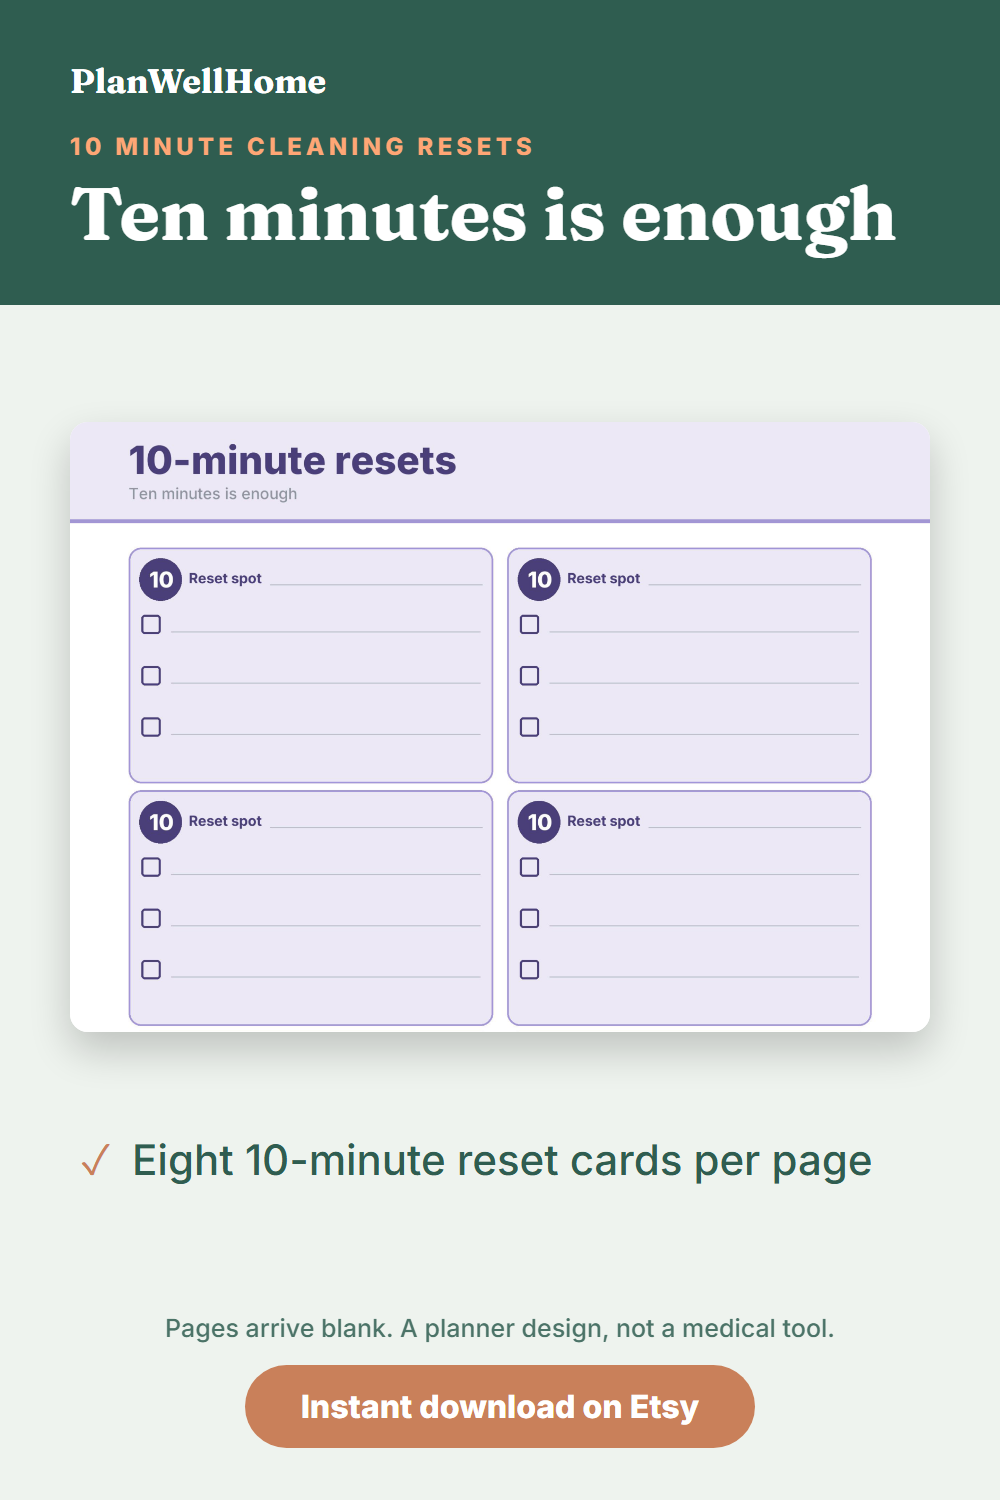 PlanWellHome
10 MINUTE CLEANING RESETS
Ten minutes is enough
10-minute resets
Ten minutes is enough
10 Reset spot
10 Reset spot
10 Reset spot
10 Reset spot
✓ Eight 10-minute reset cards per page
Pages arrive blank. A planner design, not a medical tool.
Instant download on Etsy